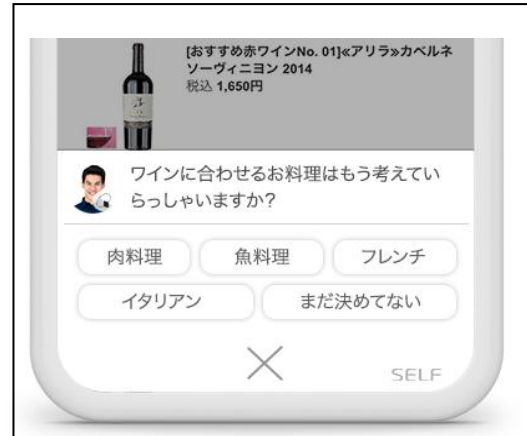 [おすすめ赤ワインNo. 01]≪アリラ≫カベルネ
ソーヴィニヨン 2014
税込 1,650円
ワインに合わせるお料理はもう考えてい
らっしゃいますか?
肉料理 魚料理 フレンチ
イタリアン まだ決めてない
SELF